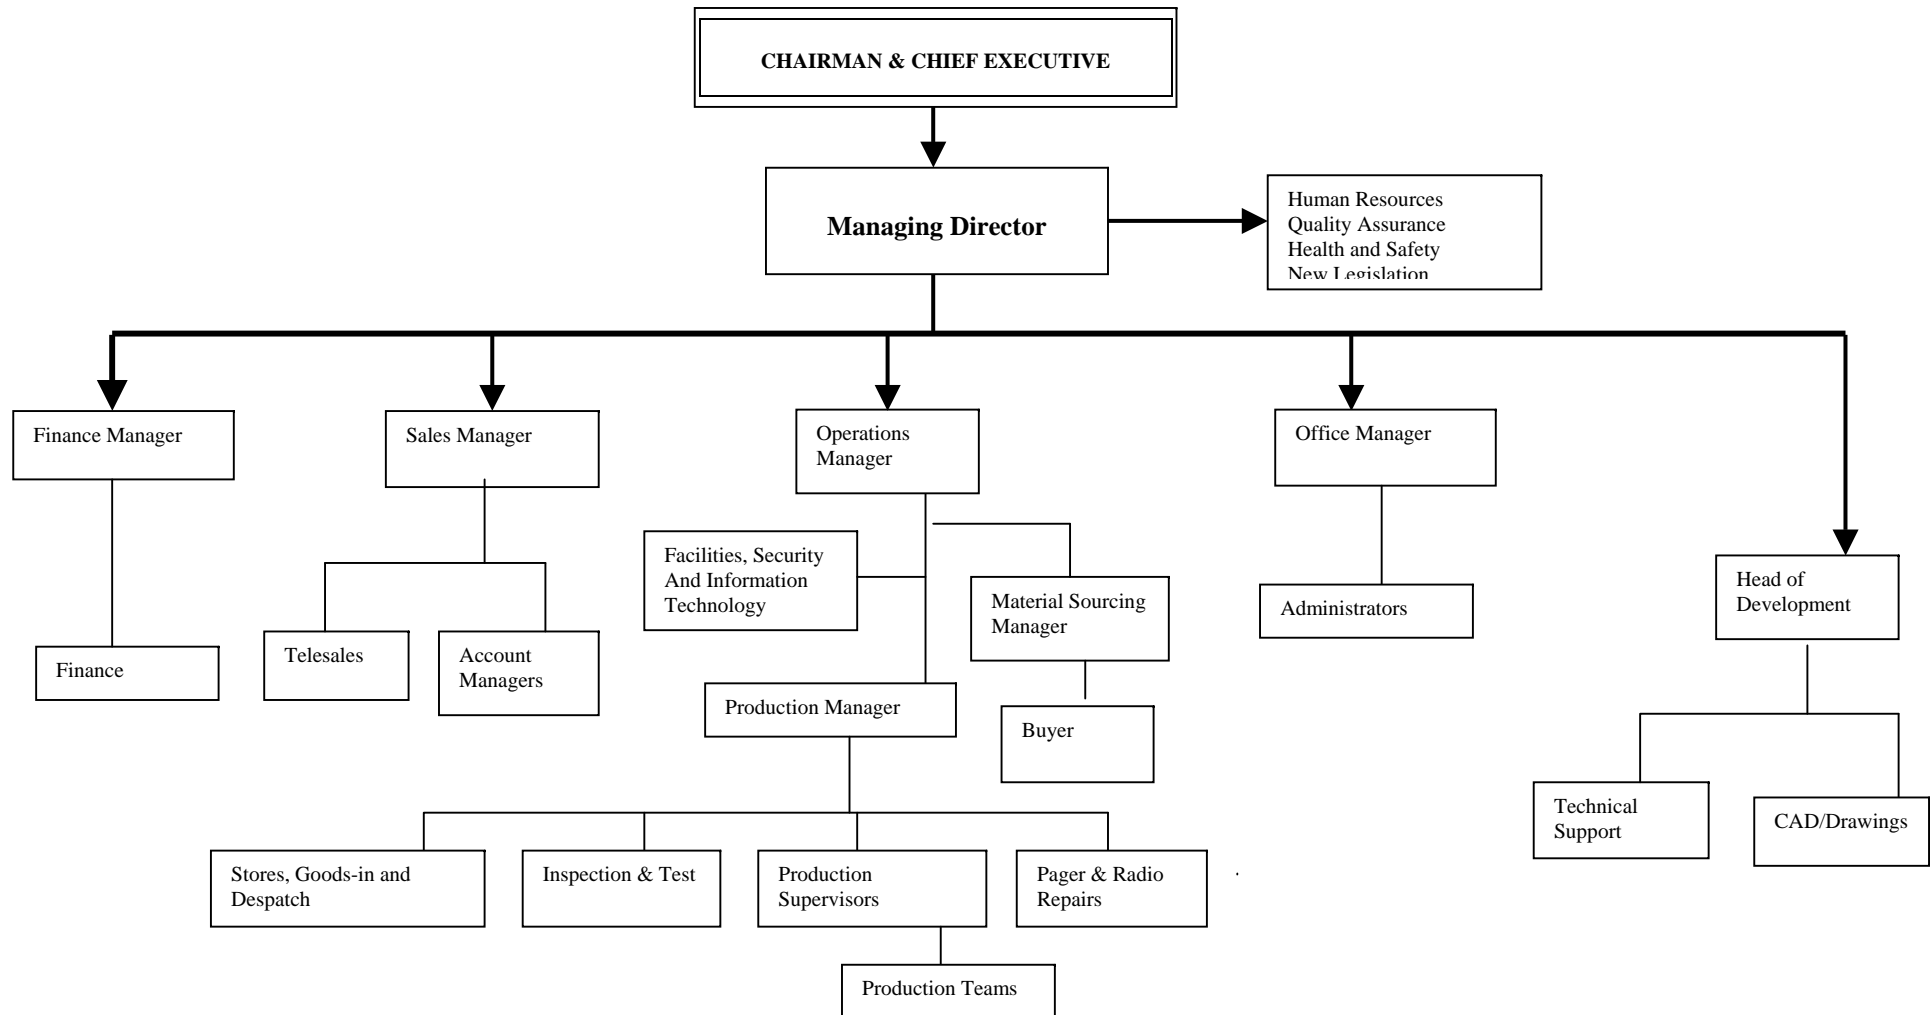 CHAIRMAN & CHIEF EXECUTIVE
Managing Director
Human Resources
Quality Assurance
Health and Safety
New Legislation
Finance Manager
Sales Manager
Operations
Manager
Office Manager
Facilities, Security
And Information
Technology
Material Sourcing
Manager
Administrators
Head of
Development
Finance
Telesales
Account
Managers
Production Manager
Buyer
Technical
Support
CAD/Drawings
Stores, Goods-in and
Despatch
Inspection & Test
Production
Supervisors
Pager & Radio
Repairs
.
Production Teams